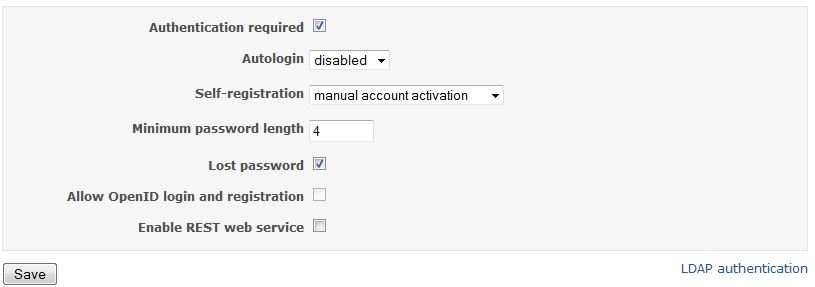 Authentication required
Autologin disabled
Self-registration manual account activation
Minimum password length 4
Lost password
Allow OpenID login and registration
Enable REST web service
Save LDAP authentication